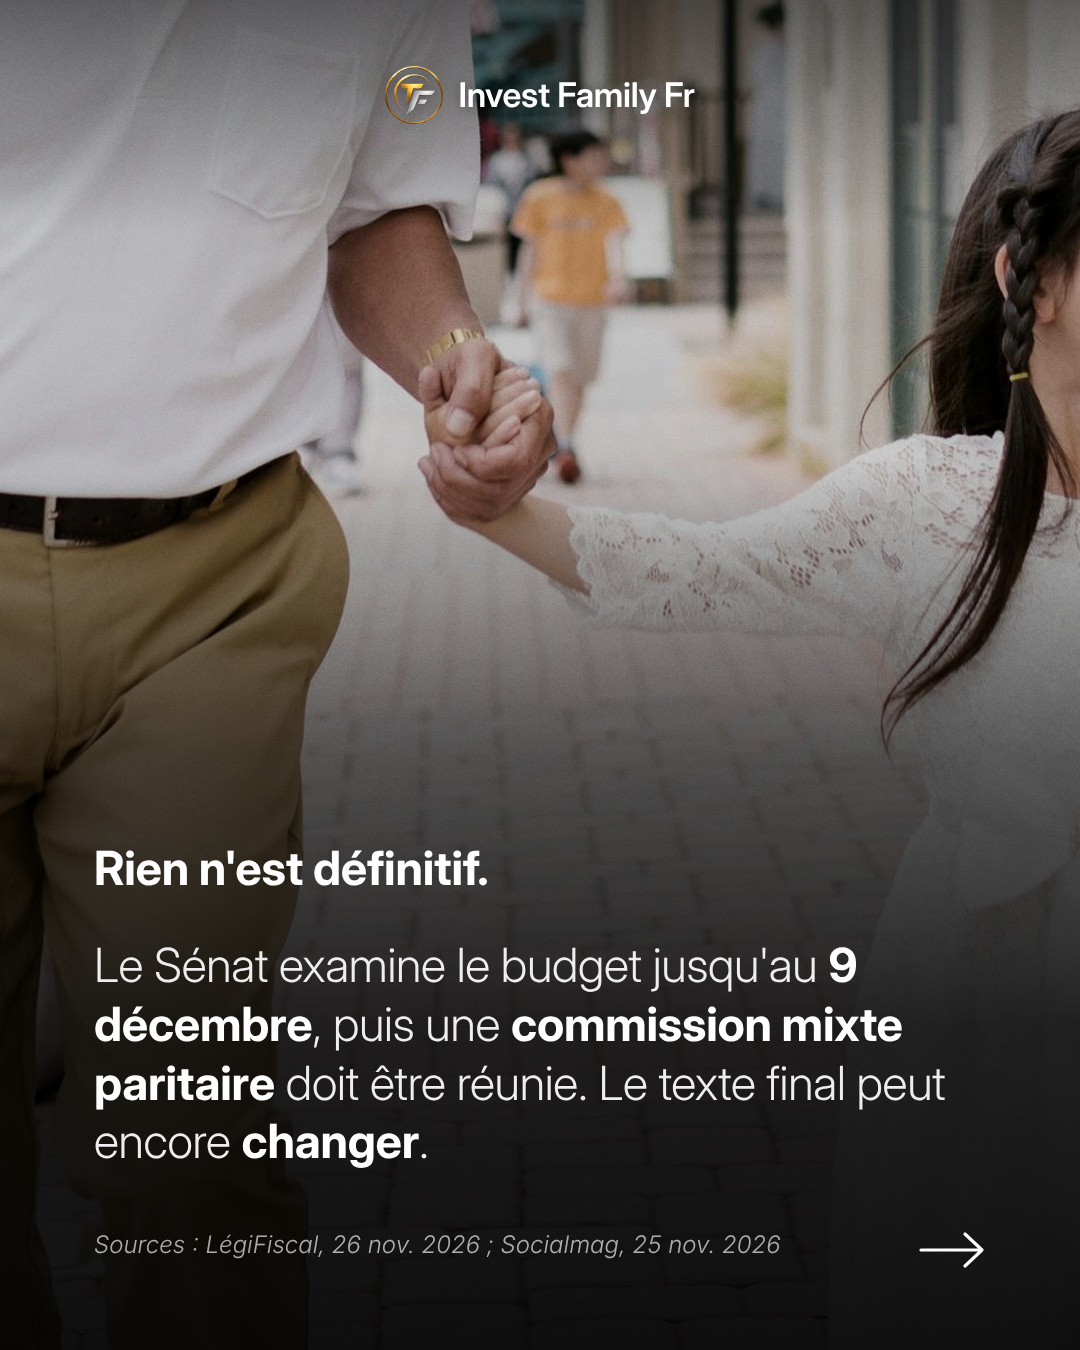 Invest Family Fr
Rien n'est définitif.
Le Sénat examine le budget jusqu'au 9
décembre, puis une commission mixte
paritaire doit être réunie. Le texte final peut
encore changer.
Sources : LégiFiscal, 26 nov. 2026 ; Socialmag, 25 nov. 2026